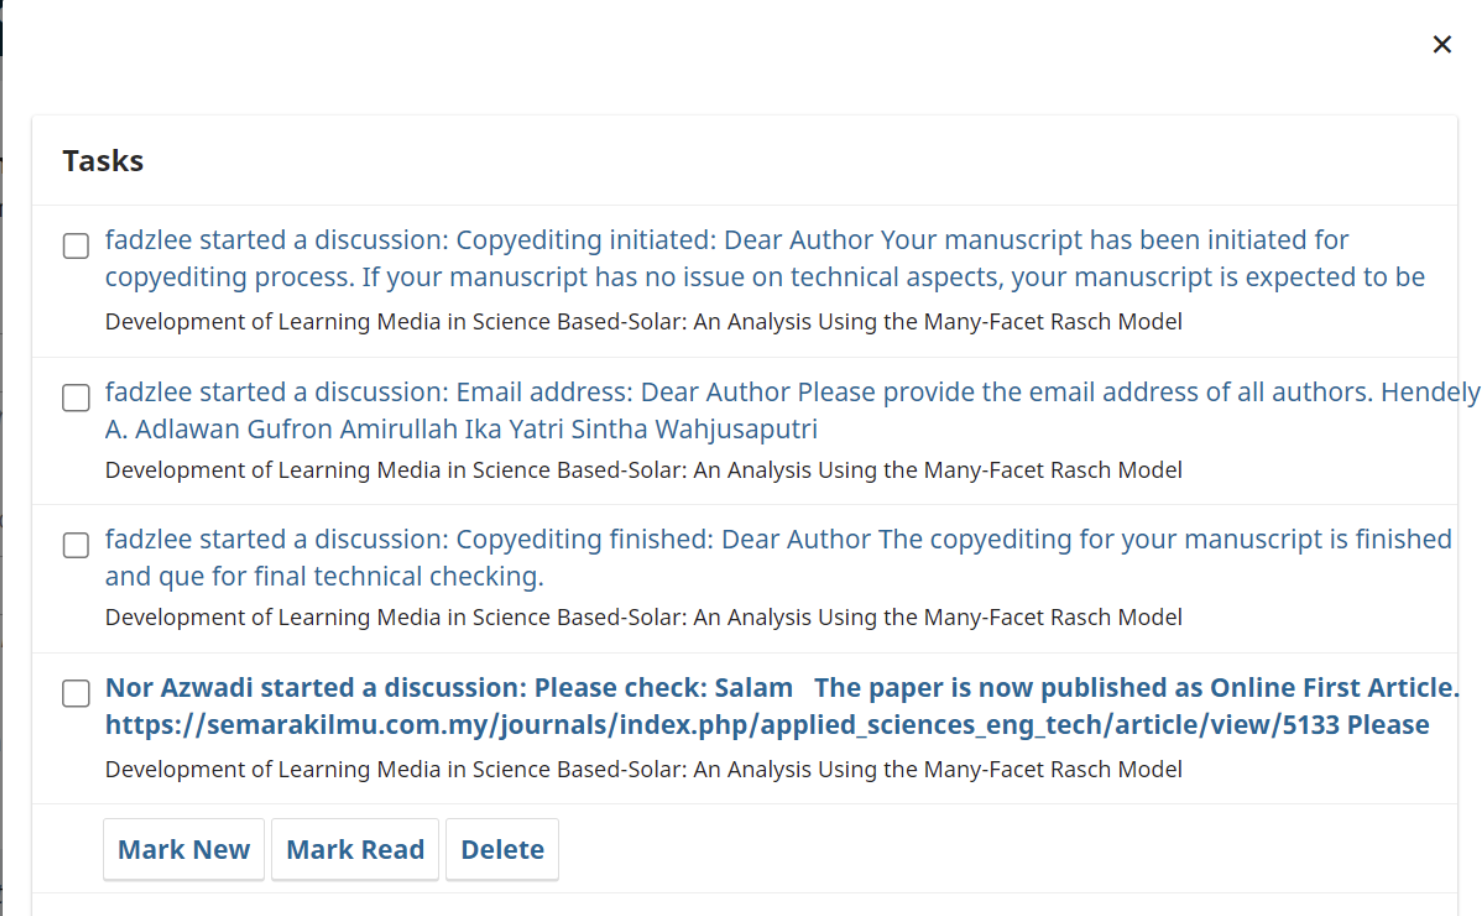 Tasks
fadzlee started a discussion: Copyediting initiated: Dear Author Your manuscript has been initiated for
copyediting process. If your manuscript has no issue on technical aspects, your manuscript is expected to be
Development of Learning Media in Science Based-Solar: An Analysis Using the Many-Facet Rasch Model
fadzlee started a discussion: Email address: Dear Author Please provide the email address of all authors. Hendely
A. Adlawan Gufron Amirullah Ika Yatri Sintha Wahjusaputri
Development of Learning Media in Science Based-Solar: An Analysis Using the Many-Facet Rasch Model
fadzlee started a discussion: Copyediting finished: Dear Author The copyediting for your manuscript is finished
and que for final technical checking.
Development of Learning Media in Science Based-Solar: An Analysis Using the Many-Facet Rasch Model
Nor Azwadi started a discussion: Please check: Salam The paper is now published as Online First Article.
https://semarakilmu.com.my/journals/index.php/applied_sciences_eng_tech/article/view/5133 Please
Development of Learning Media in Science Based-Solar: An Analysis Using the Many-Facet Rasch Model
Mark New Mark Read Delete